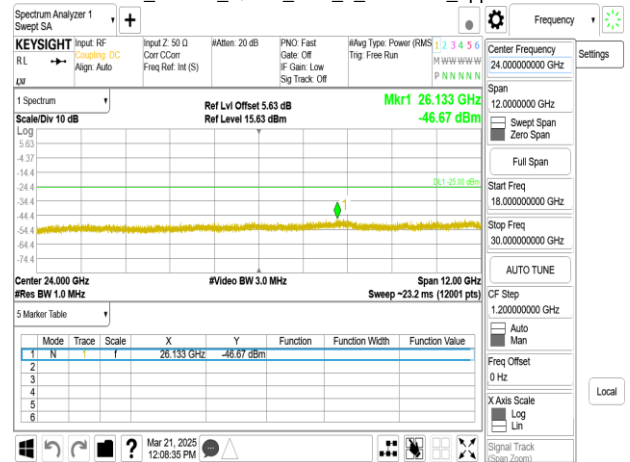 Spectrum Analyzer 1
Swept SA
+
Frequency
KEYSIGHT
RL
Input: RF
Coupling: DC
Align: Auto
Input Z: 50 Ω
Corr CCorr
Freq Ref: Int (S)
#Atten: 20 dB
PNO: Fast
Gate: Off
IF Gain: Low
Sig Track: Off
#Avg Type: Power (RMS
Trig: Free Run
1 2 3 4 5 6
M W W W W W
P N N N N N
1 Spectrum
Scale/Div 10 dB
Ref Lvl Offset 5.63 dB
Ref Level 15.63 dBm
Mkr1 26.133 GHz
-46.67 dBm
Log
5.63
-4.37
-14.4
-24.4
-34.4
-44.4
-54.4
-64.4
-74.4
DL1 -25.00 dBm
1
Center 24.000 GHz
#Res BW 1.0 MHz
#Video BW 3.0 MHz
Span 12.00 GHz
Sweep ~23.2 ms (12001 pts)
5 Marker Table
Mode Trace Scale X Y Function Function Width Function Value
1 N 1 f 26.133 GHz -46.67 dBm
2
3
4
5
6
?
Mar 21, 2025
12:08:35 PM
Center Frequency
24.000000000 GHz
Settings
Span
12.0000000 GHz
Swept Span
Zero Span
Full Span
Start Freq
18.000000000 GHz
Stop Freq
30.000000000 GHz
AUTO TUNE
CF Step
1.200000000 GHz
Auto
Man
Freq Offset
0 Hz
X Axis Scale
Log
Lin
Local
Signal Track
(Span Zoom)